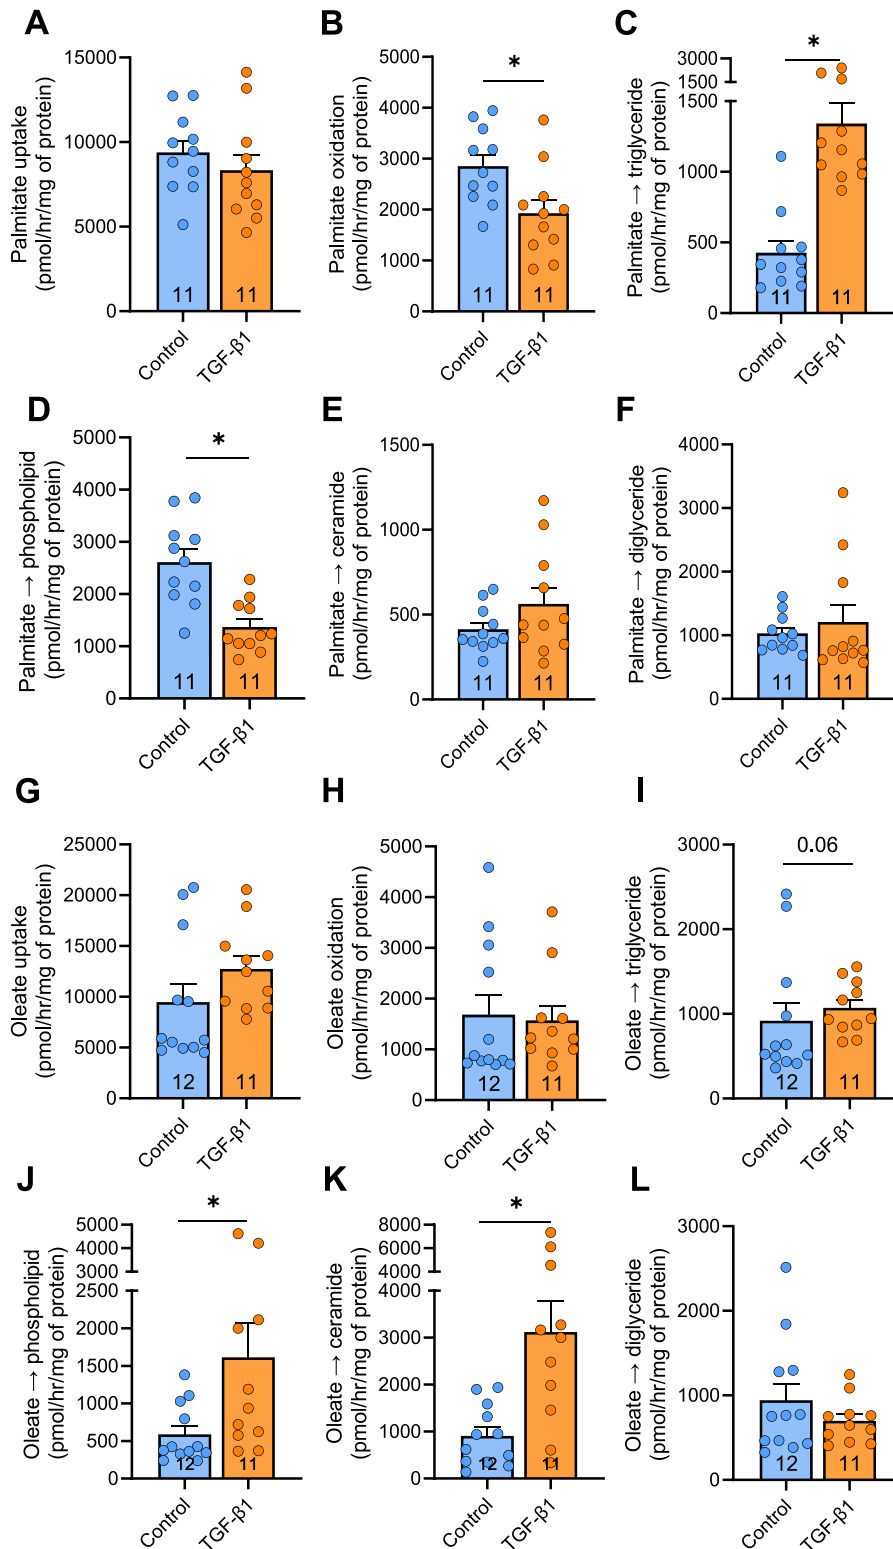 A
Palmitate uptake
(pmol/hr/mg of protein)
15000
10000
5000
0
11
11
Control
TGF-β1
B
*
Palmitate oxidation
(pmol/hr/mg of protein)
5000
4000
3000
2000
1000
0
11
11
Control
TGF-β1
C
*
Palmitate → triglyceride
(pmol/hr/mg of protein)
3000
1500
1500
1000
500
0
11
11
Control
TGF-β1
D
*
Palmitate → phospholipid
(pmol/hr/mg of protein)
5000
4000
3000
2000
1000
0
11
11
Control
TGF-β1
E
Palmitate → ceramide
(pmol/hr/mg of protein)
1500
1000
500
0
11
11
Control
TGF-β1
F
Palmitate → diglyceride
(pmol/hr/mg of protein)
4000
3000
2000
1000
0
11
11
Control
TGF-β1
G
Oleate uptake
(pmol/hr/mg of protein)
25000
20000
15000
10000
5000
0
12
11
Control
TGF-β1
H
Oleate oxidation
(pmol/hr/mg of protein)
5000
4000
3000
2000
1000
0
12
11
Control
TGF-β1
I
0.06
Oleate → triglyceride
(pmol/hr/mg of protein)
3000
2000
1000
0
12
11
Control
TGF-β1
J
*
Oleate → phospholipid
(pmol/hr/mg of protein)
5000
4000
3000
2500
2000
1500
1000
500
0
12
11
Control
TGF-β1
K
*
Oleate → ceramide
(pmol/hr/mg of protein)
8000
6000
4000
4000
3000
2000
1000
0
12
11
Control
TGF-β1
L
Oleate → diglyceride
(pmol/hr/mg of protein)
3000
2000
1000
0
12
11
Control
TGF-β1